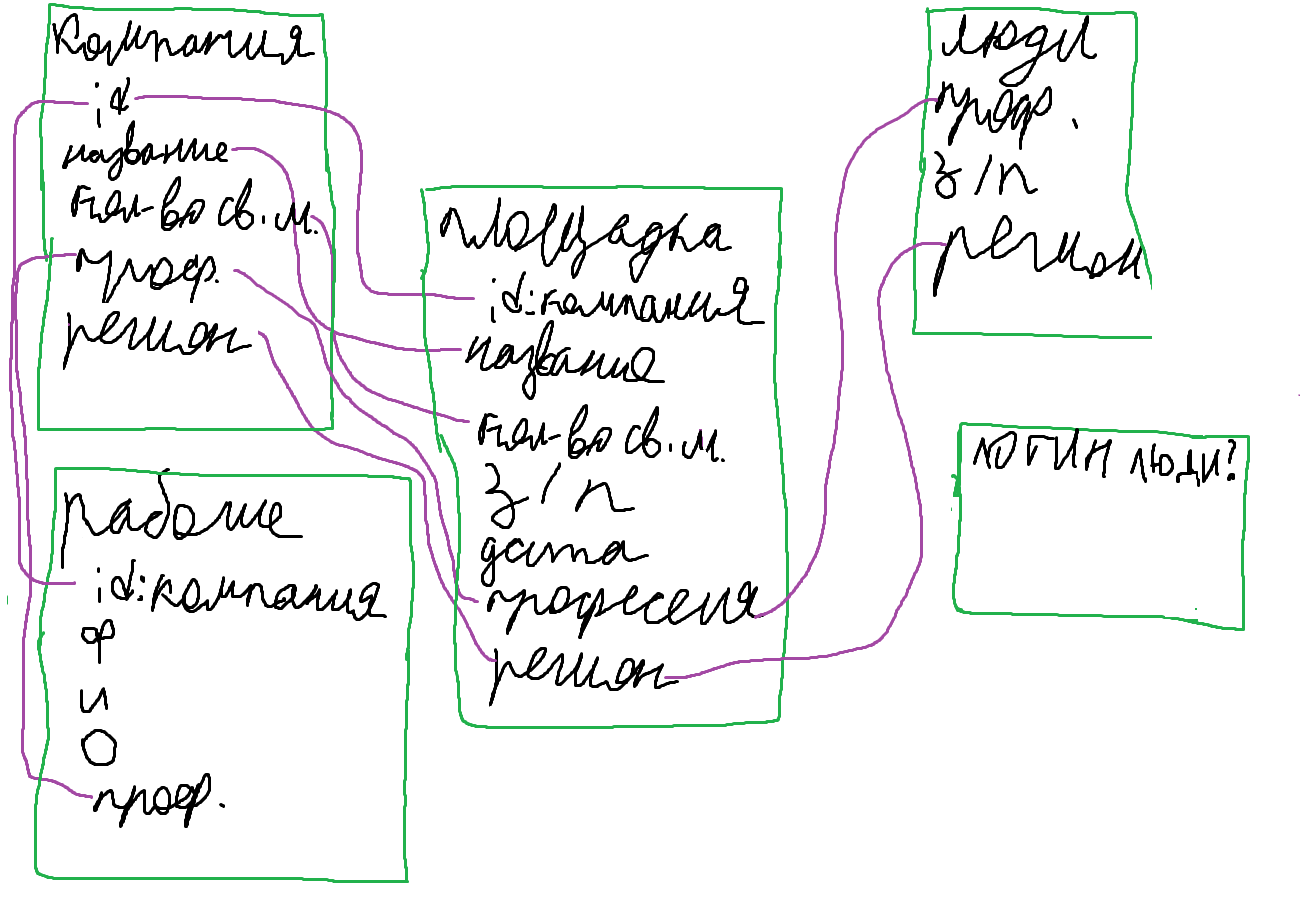 компания
id
название
кол-во св. м.
проф.
регион
рабочие
id:компания
Ф
и
О
проф.
площадка
id:компания
название
кол-во св. м.
з/п
дата
профессия
регион
люди
проф.
з/п
регион
логин люди?